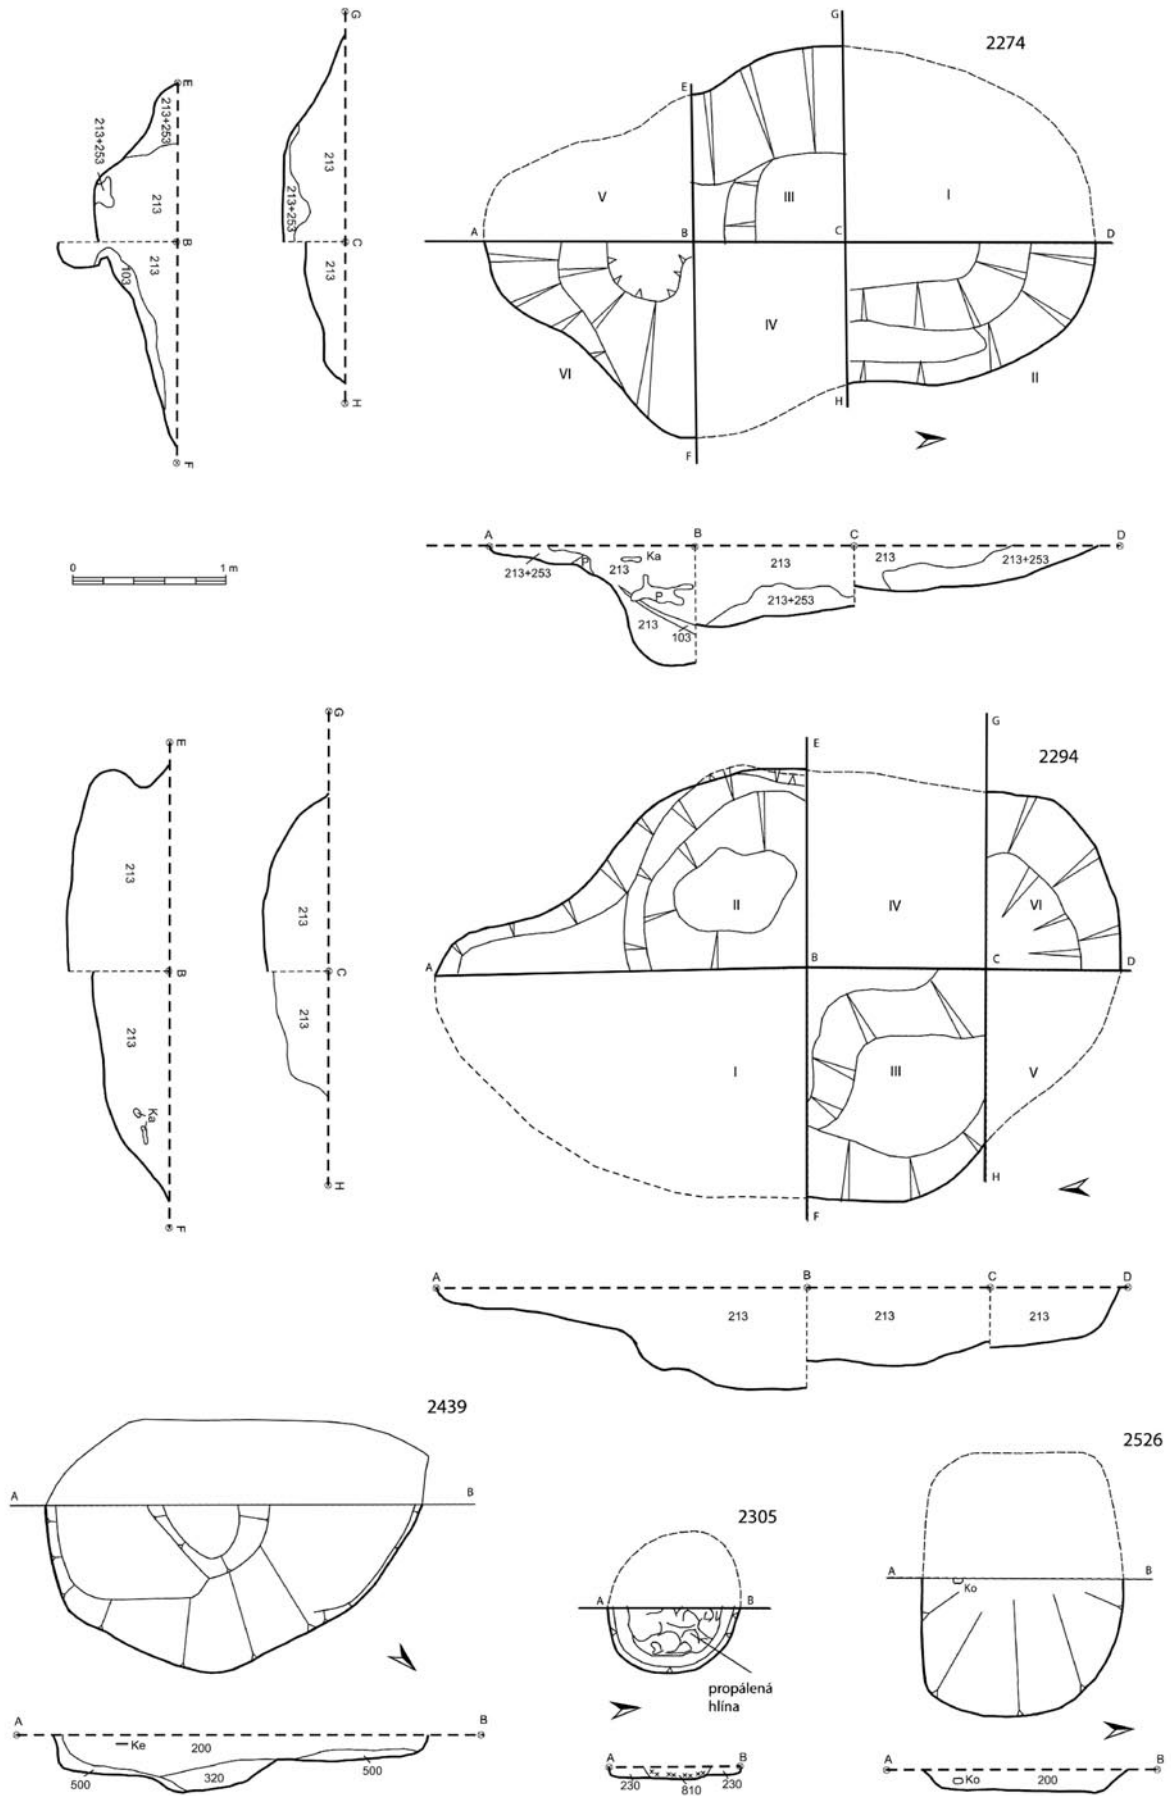 2274
G
E
V
III
I
A
B
C
D
VI
IV
II
F
H
E
213+253
213+253
213
B
213
103
F
G
213
213+253
C
213
H
0 1 m
A B C D
P
Ka
213+253
213
P
213
103
213
213+253
213
213+253
2294
G
E
II
IV
VI
A
B
C
D
I
III
V
F
H
E
213
B
213
Ka
F
G
213
C
213
H
A B C D
213 213 213
2439
A B
A B
Ke
200
500
320
500
2305
A B
propálená
hlína
A B
230
810
230
2526
A B
Ko
A B
Ko
200